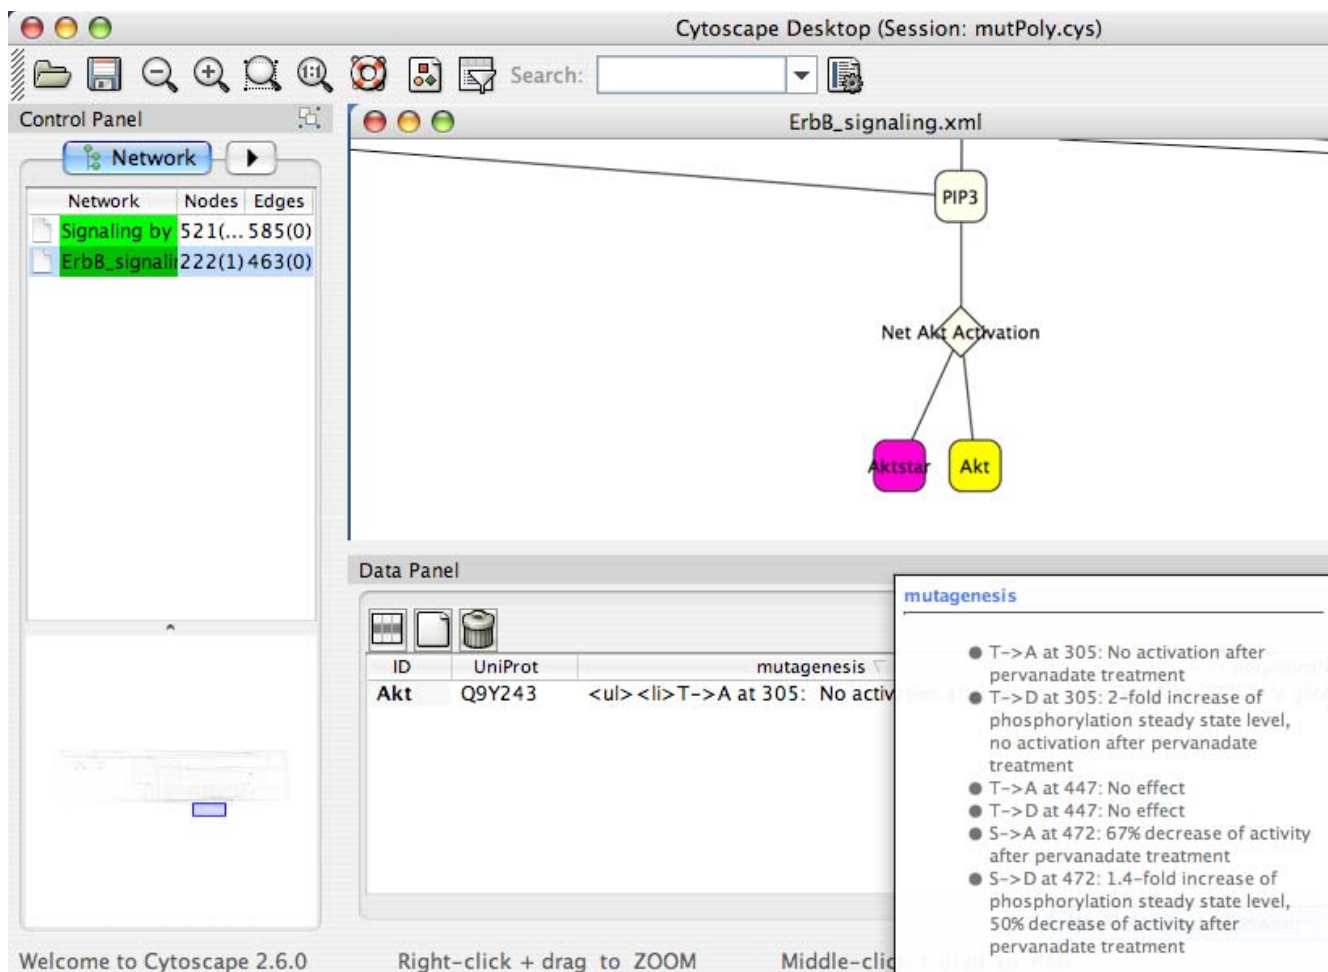 Cytoscape Desktop (Session: mutPoly.cys)
1:1
Search:
Control Panel
Network
Network Nodes Edges
Signaling by 521(... 585(0)
ErbB_signali 222(1) 463(0)
ErbB_signaling.xml
PIP3
Net Akt Activation
Aktstar
Akt
Data Panel
ID UniProt mutagenesis
Akt Q9Y243 <ul><li>T->A at 305: No activ
mutagenesis
● T->A at 305: No activation after
pervanadate treatment
● T->D at 305: 2-fold increase of
phosphorylation steady state level,
no activation after pervanadate
treatment
● T->A at 447: No effect
● T->D at 447: No effect
● S->A at 472: 67% decrease of activity
after pervanadate treatment
● S->D at 472: 1.4-fold increase of
phosphorylation steady state level,
50% decrease of activity after
pervanadate treatment
Welcome to Cytoscape 2.6.0 Right-click + drag to ZOOM Middle-clic